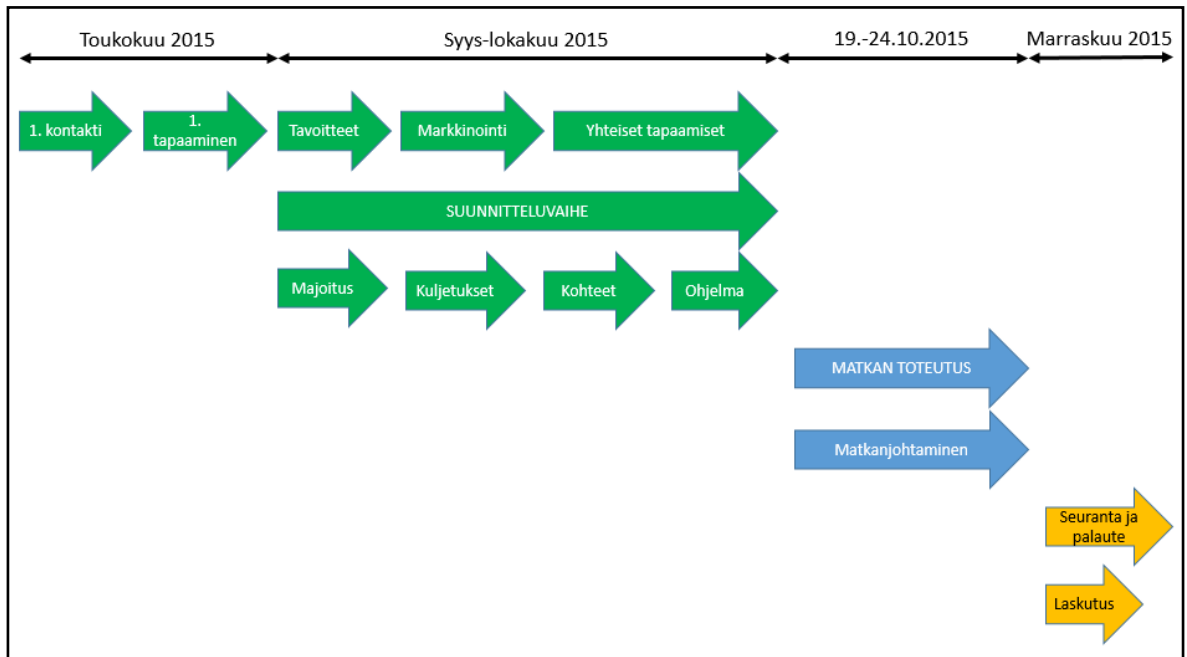 Toukokuu 2015
Syys-lokakuu 2015
19.-24.10.2015
Marraskuu 2015
1. kontakti
1.
tapaaminen
Tavoitteet
Markkinointi
Yhteiset tapaamiset
SUUNNITTELUVAIHE
Majoitus
Kuljetukset
Kohteet
Ohjelma
MATKAN TOTEUTUS
Matkanjohtaminen
Seuranta ja
palaute
Laskutus